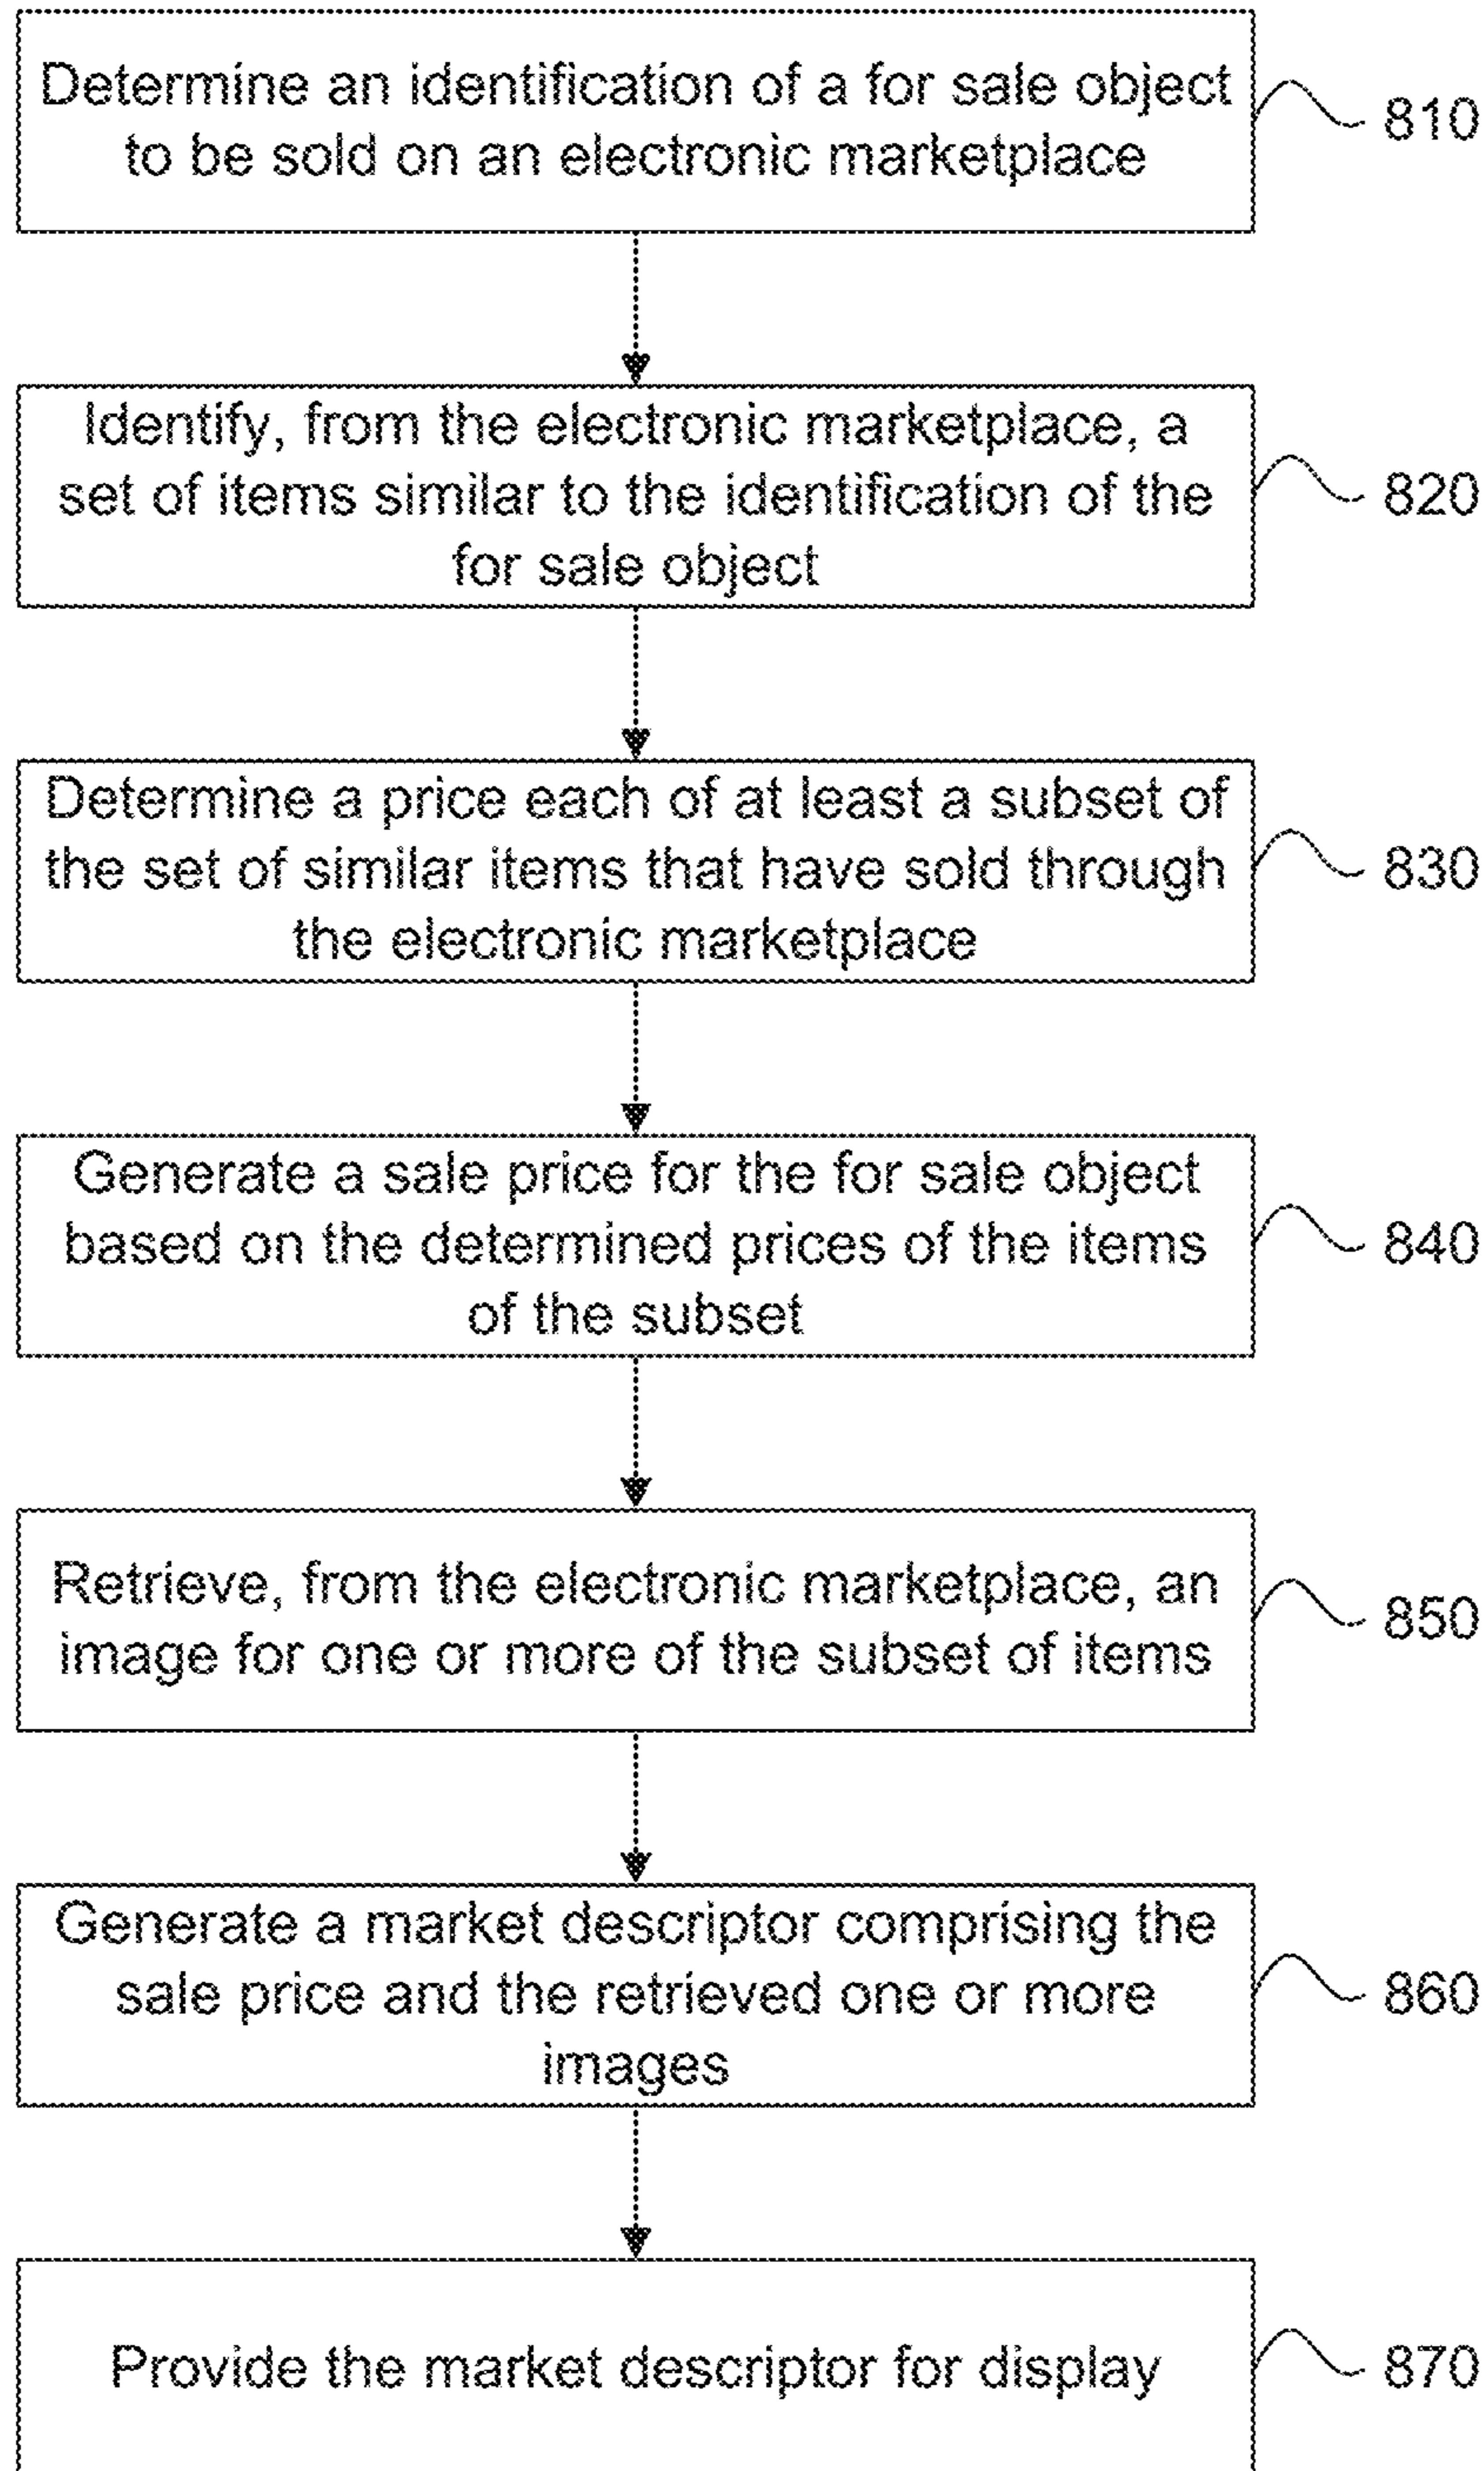 Determine an identification of a for sale object
to be sold on an electronic marketplace
810
Identify, from the electronic marketplace, a
set of items similar to the identification of the
for sale object
820
Determine a price each of at least a subset of
the set of similar items that have sold through
the electronic marketplace
830
Generate a sale price for the for sale object
based on the determined prices of the items
of the subset
840
Retrieve, from the electronic marketplace, an
image for one or more of the subset of items
850
Generate a market descriptor comprising the
sale price and the retrieved one or more
images
860
Provide the market descriptor for display
870